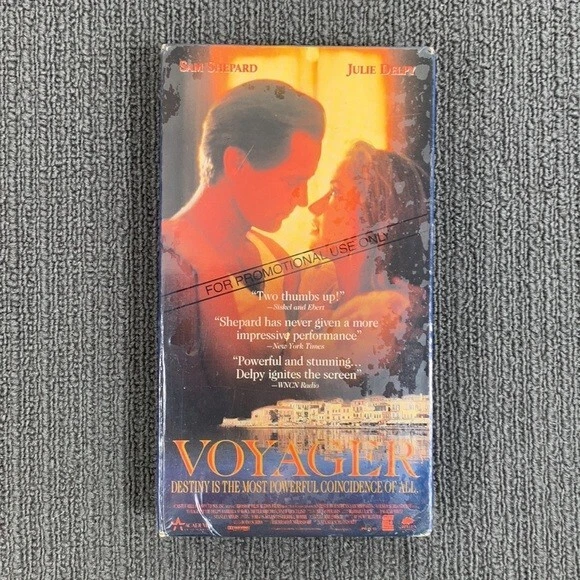 SAM SHEPARD JULIE DELPY
FOR PROMOTIONAL USE ONLY
"Two thumbs up!"
—Siskel and Ebert
"Shepard has never given a more
impressive performance"
—New York Times
"Powerful and stunning...
Delpy ignites the screen"
—WNCN Radio
VOYAGER
DESTINY IS THE MOST POWERFUL COINCIDENCE OF ALL.